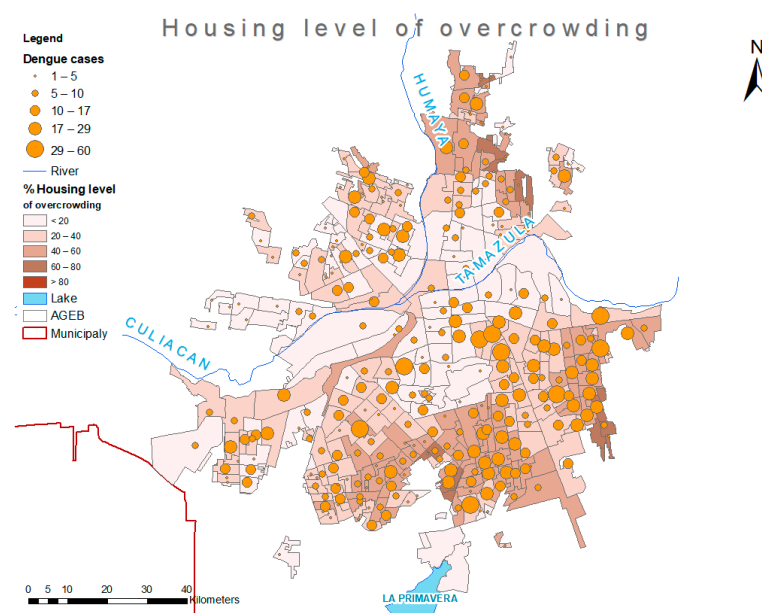 Housing level of overcrowding
N
Legend
Dengue cases
1 – 5
5 – 10
10 – 17
17 – 29
29 – 60
River
% Housing level
of overcrowding
< 20
20 – 40
40 – 60
60 – 80
> 80
Lake
AGEB
Municipaly
HUMAYA
TAMAZULA
CULIACAN
LA PRIMAVERA
0 5 10 20 30 40
Kilometers